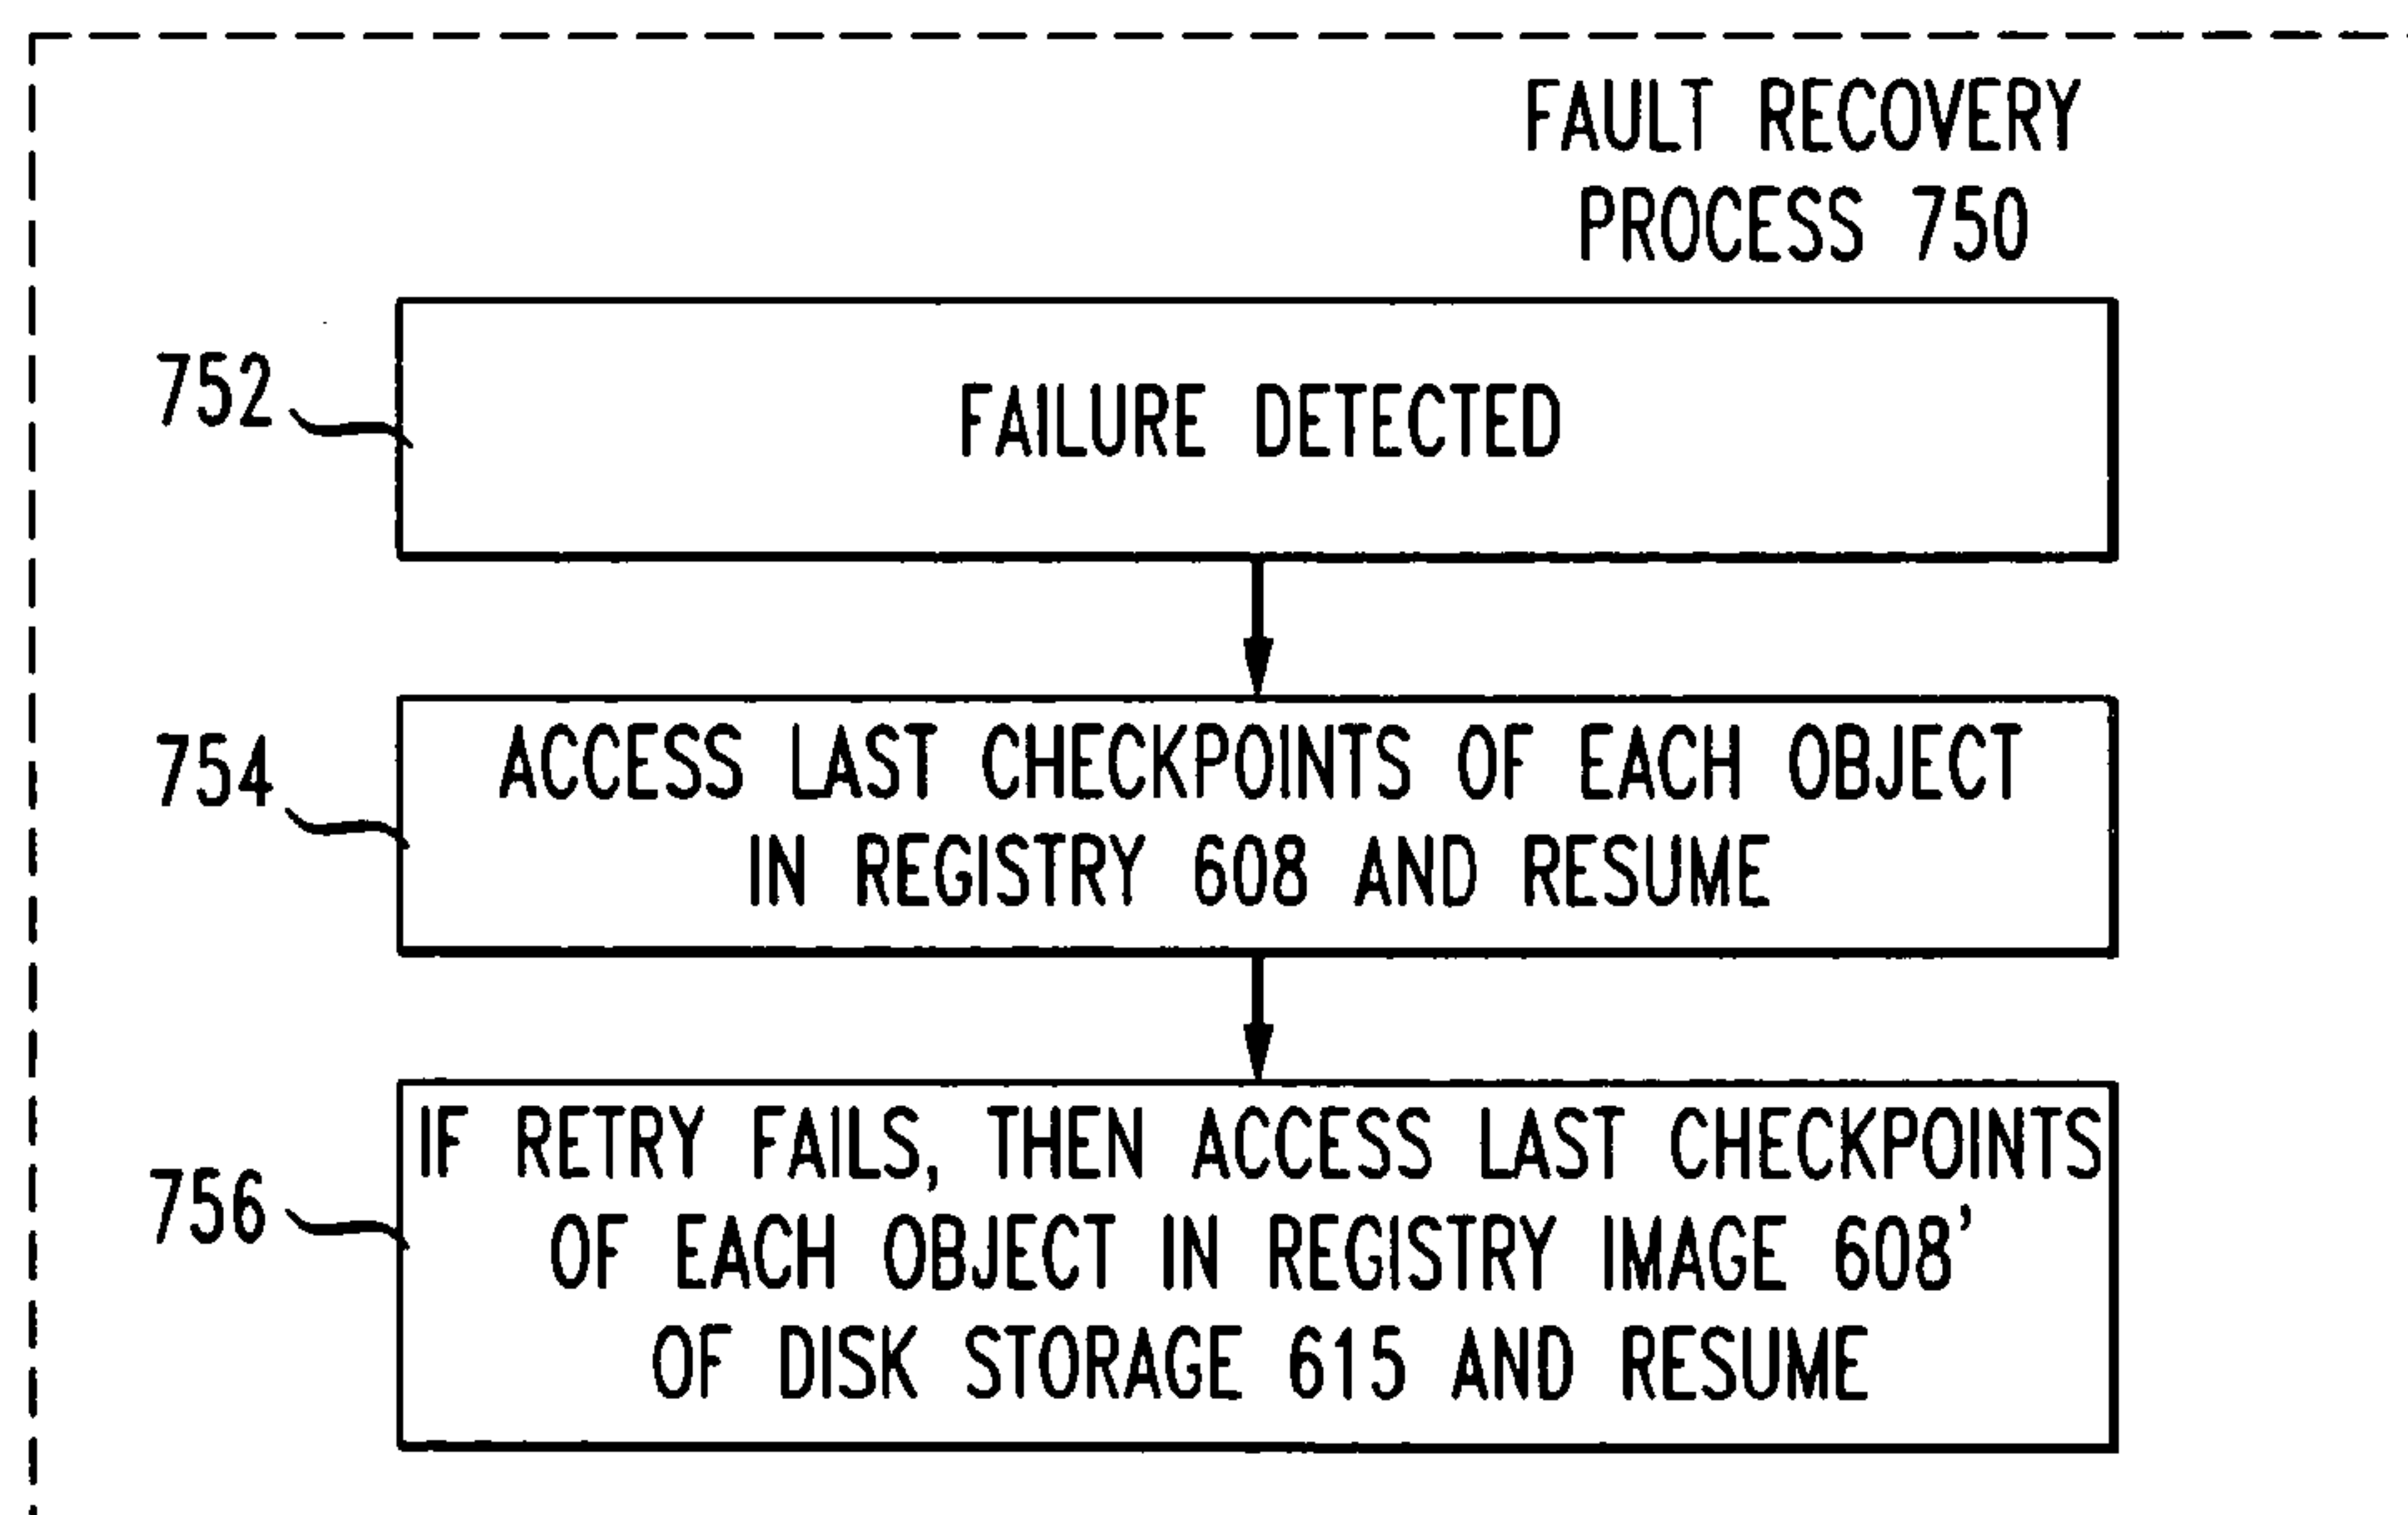 FAULT RECOVERY
PROCESS 750
752
FAILURE DETECTED
754
ACCESS LAST CHECKPOINTS OF EACH OBJECT
IN REGISTRY 608 AND RESUME
756
IF RETRY FAILS, THEN ACCESS LAST CHECKPOINTS
OF EACH OBJECT IN REGISTRY IMAGE 608'
OF DISK STORAGE 615 AND RESUME